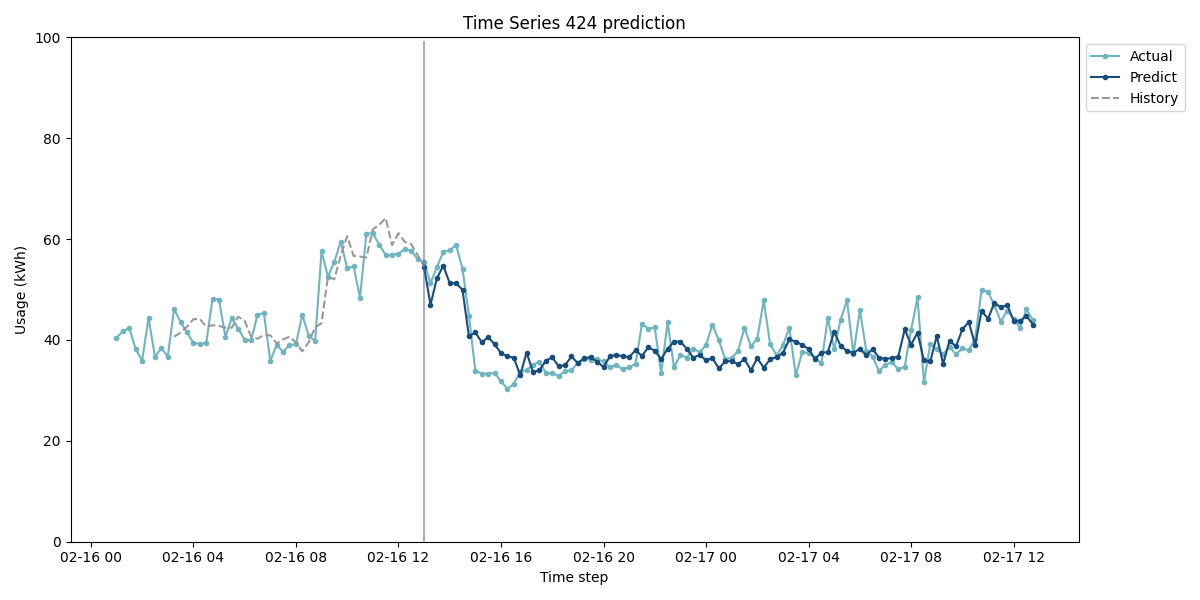 Time Series 424 prediction
Actual
Predict
History
Usage (kWh)
100
80
60
40
20
0
02-16 00
02-16 04
02-16 08
02-16 12
02-16 16
02-16 20
02-17 00
02-17 04
02-17 08
02-17 12
Time step